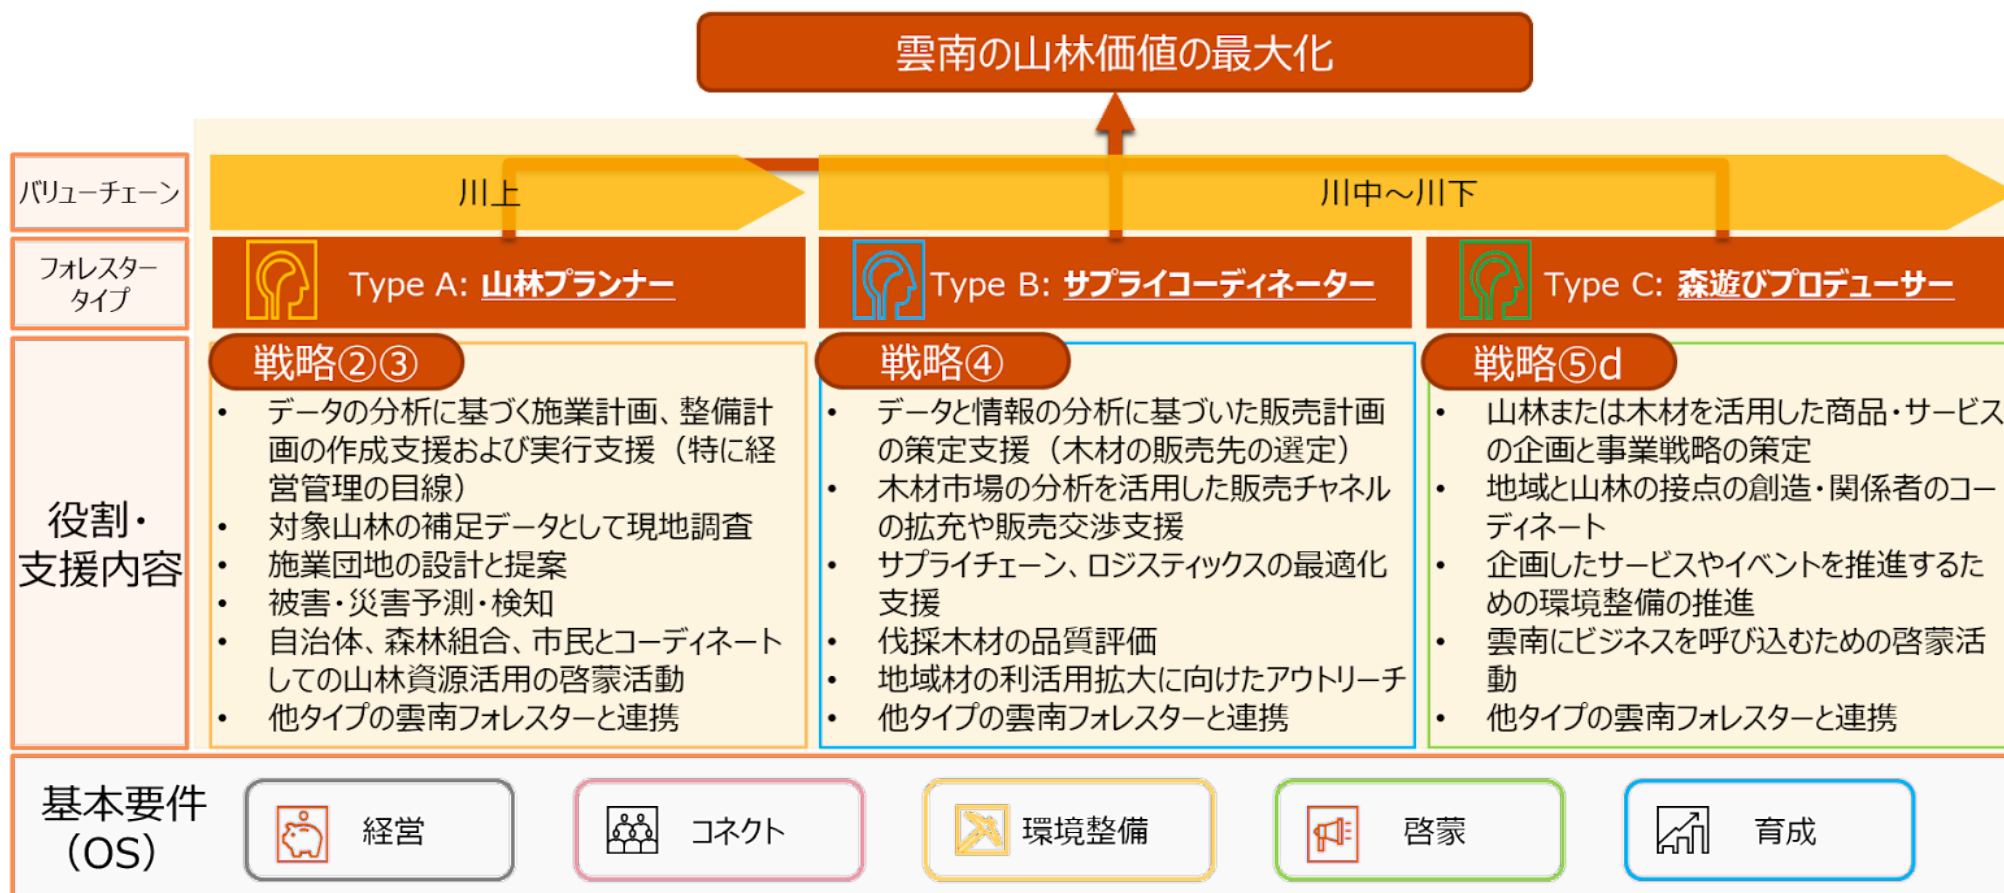 雲南の山林価値の最大化
バリューチェーン
川上
川中～川下
フォレスター
タイプ
Type A: 山林プランナー
Type B: サプライコーディネーター
Type C: 森遊びプロデューサー
役割・
支援内容
戦略②③
• データの分析に基づく施業計画、整備計
画の作成支援および実行支援（特に経
営管理の目線）
• 対象山林の補足データとして現地調査
• 施業団地の設計と提案
• 被害・災害予測・検知
• 自治体、森林組合、市民とコーディネート
しての山林資源活用の啓蒙活動
• 他タイプの雲南フォレスターと連携
戦略④
• データと情報の分析に基づいた販売計画
の策定支援（木材の販売先の選定）
• 木材市場の分析を活用した販売チャネル
の拡充や販売交渉支援
• サプライチェーン、ロジスティックスの最適化
支援
• 伐採木材の品質評価
• 地域材の利活用拡大に向けたアウトリーチ
• 他タイプの雲南フォレスターと連携
戦略⑤d
• 山林または木材を活用した商品・サービス
の企画と事業戦略の策定
• 地域と山林の接点の創造・関係者のコー
ディネート
• 企画したサービスやイベントを推進するた
めの環境整備の推進
• 雲南にビジネスを呼び込むための啓蒙活
動
• 他タイプの雲南フォレスターと連携
基本要件
（OS）
経営
コネクト
環境整備
啓蒙
育成